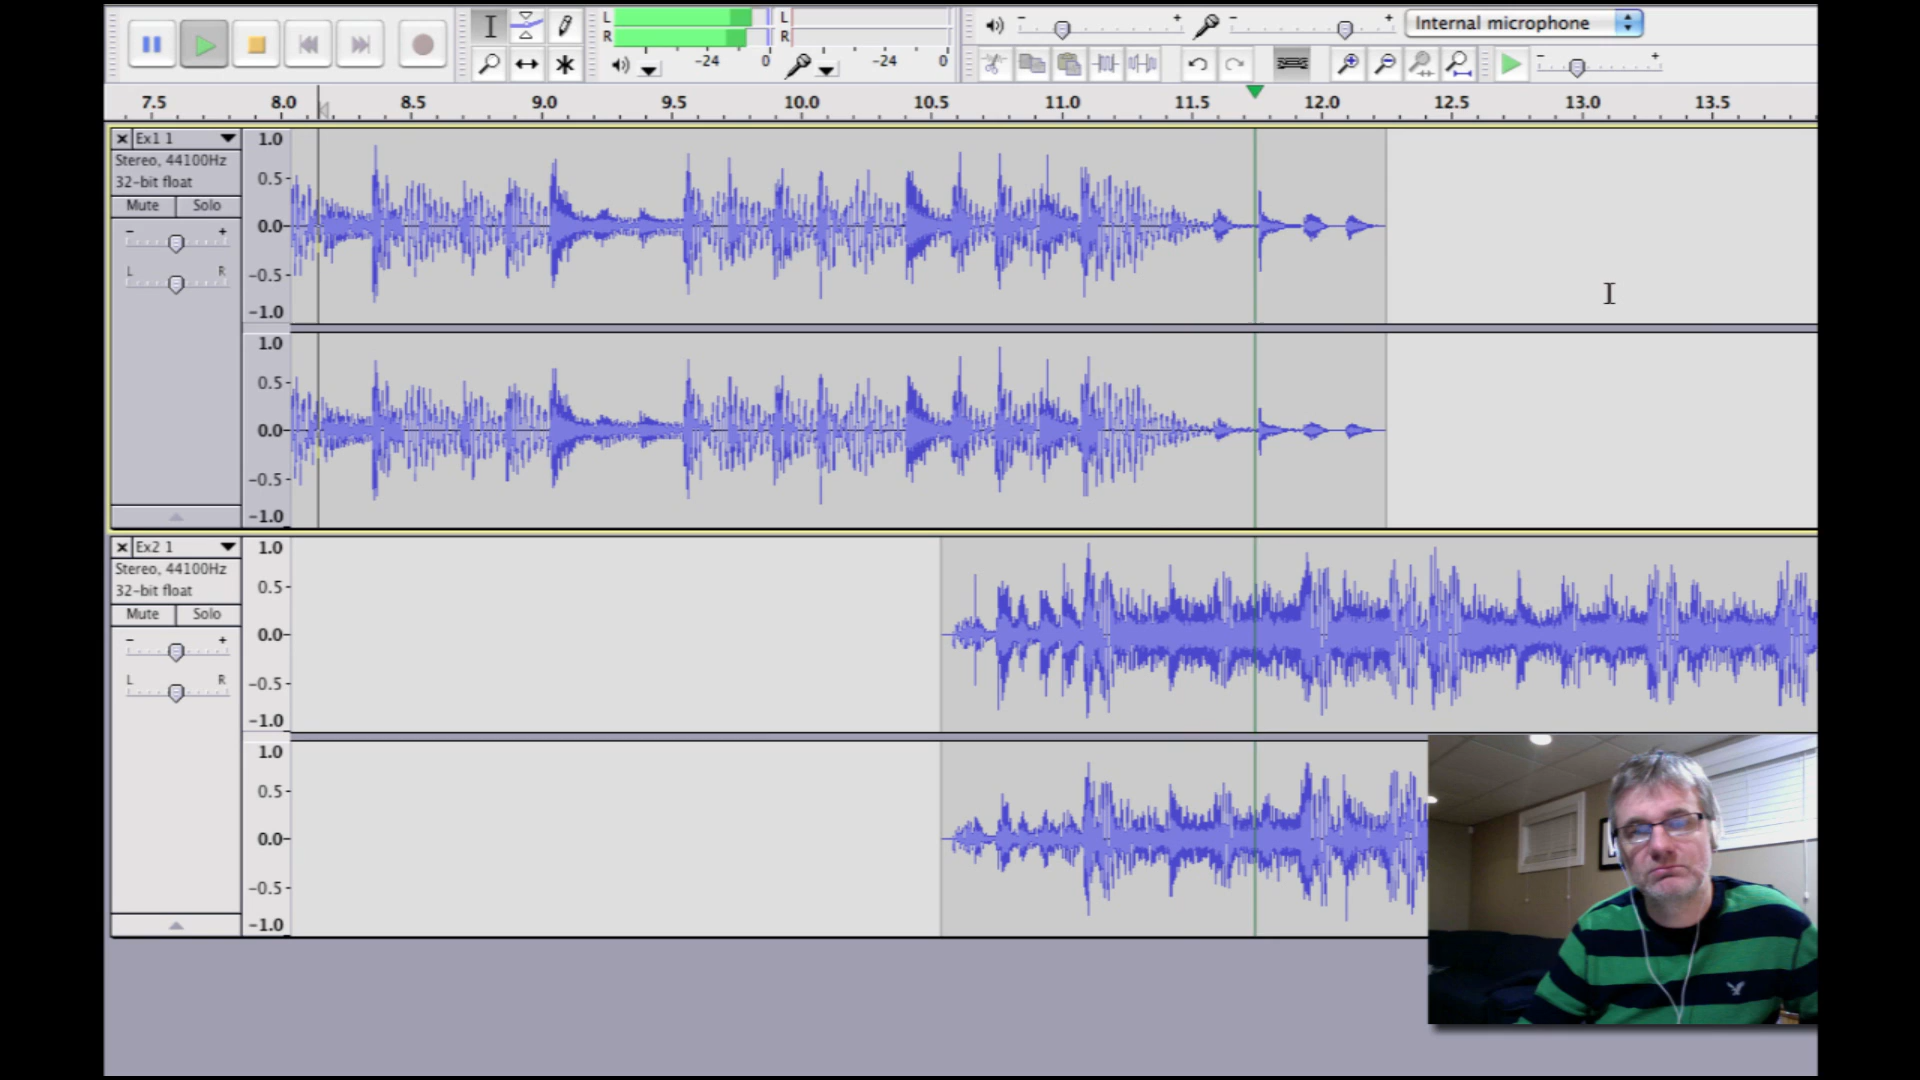 L
R
-24
0
L
R
-24
0
- +
- +
Internal microphone
- +
7.5 8.0 8.5 9.0 9.5 10.0 10.5 11.0 11.5 12.0 12.5 13.0 13.5
× Ex1 1
Stereo, 44100Hz
32-bit float
Mute Solo
- +
L R
1.0
0.5-
0.0-
-0.5-
-1.0
1.0
0.5-
0.0-
-0.5-
-1.0
× Ex2 1
Stereo, 44100Hz
32-bit float
Mute Solo
- +
L R
1.0
0.5-
0.0-
-0.5-
-1.0
1.0
0.5-
0.0-
-0.5-
-1.0